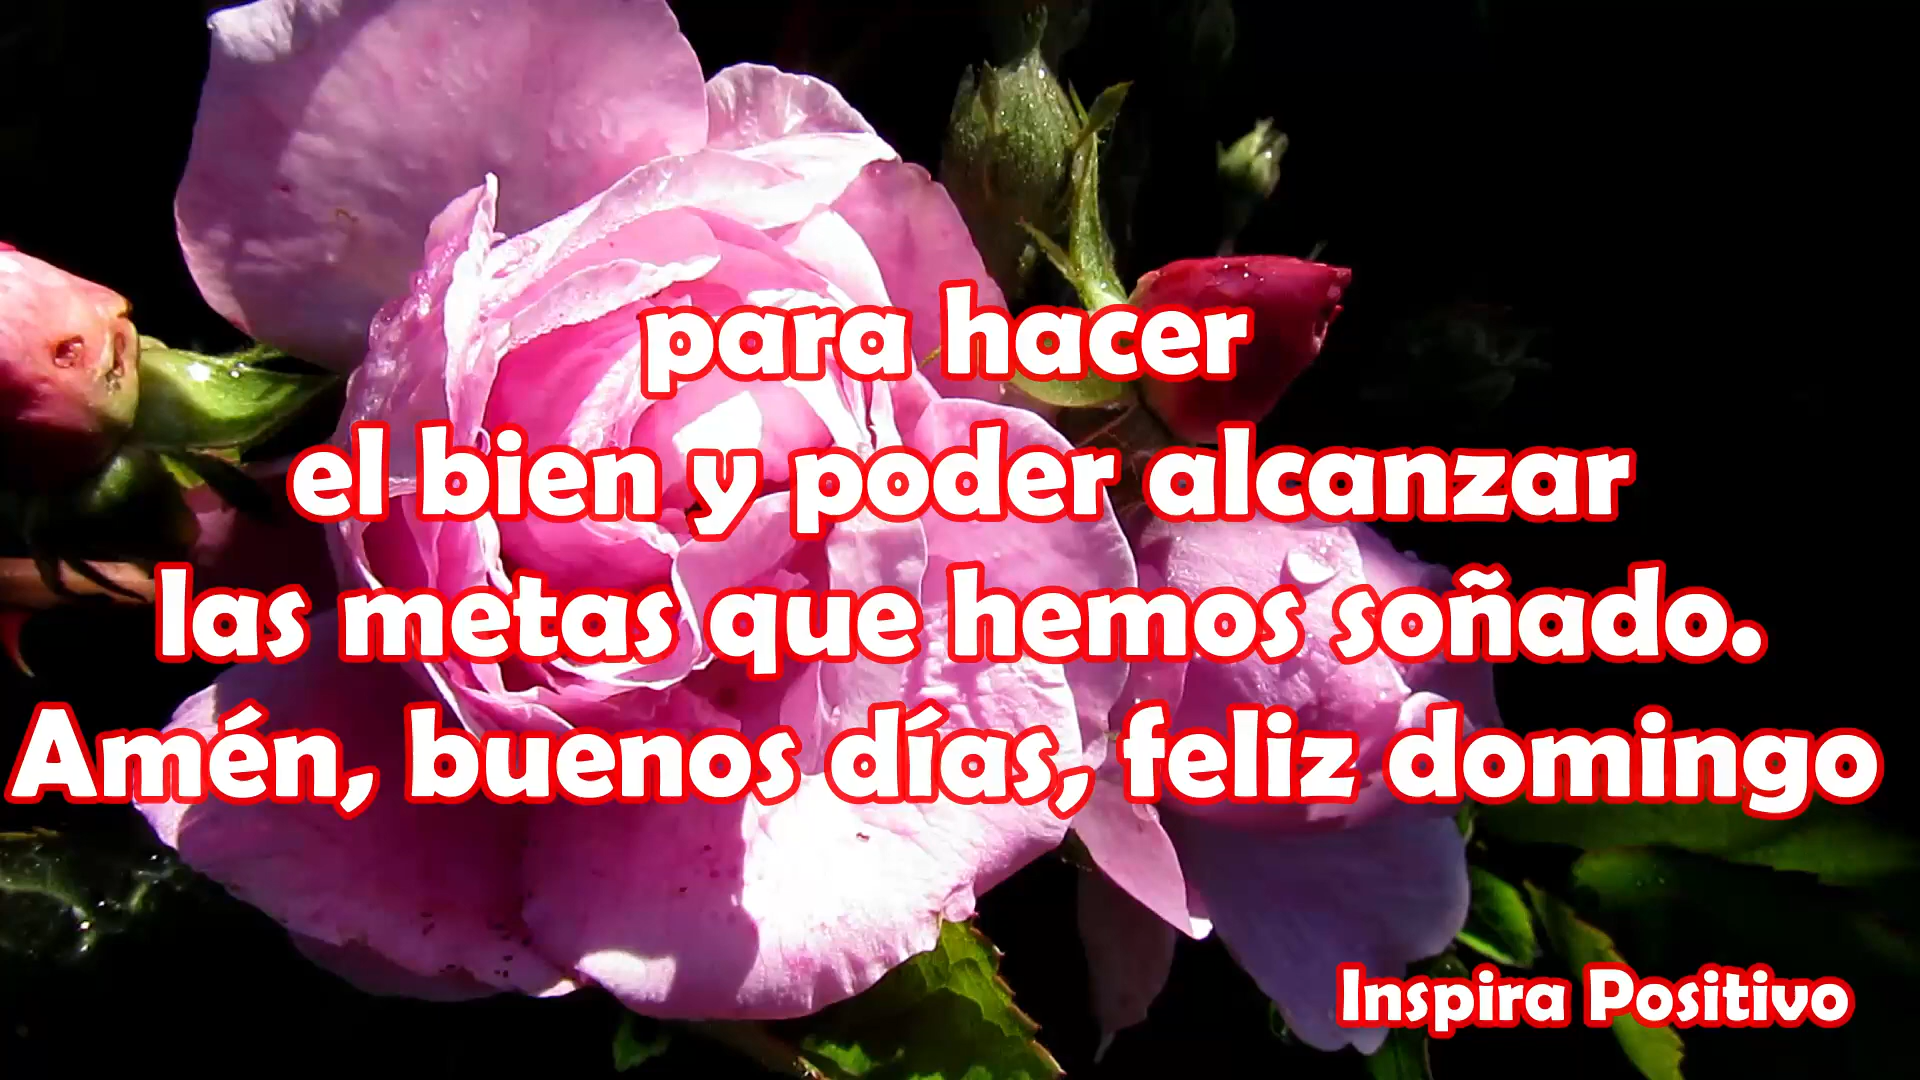 para hacer
el bien y poder alcanzar
las metas que hemos soñado.
Amén, buenos días, feliz domingo
Inspira Positivo